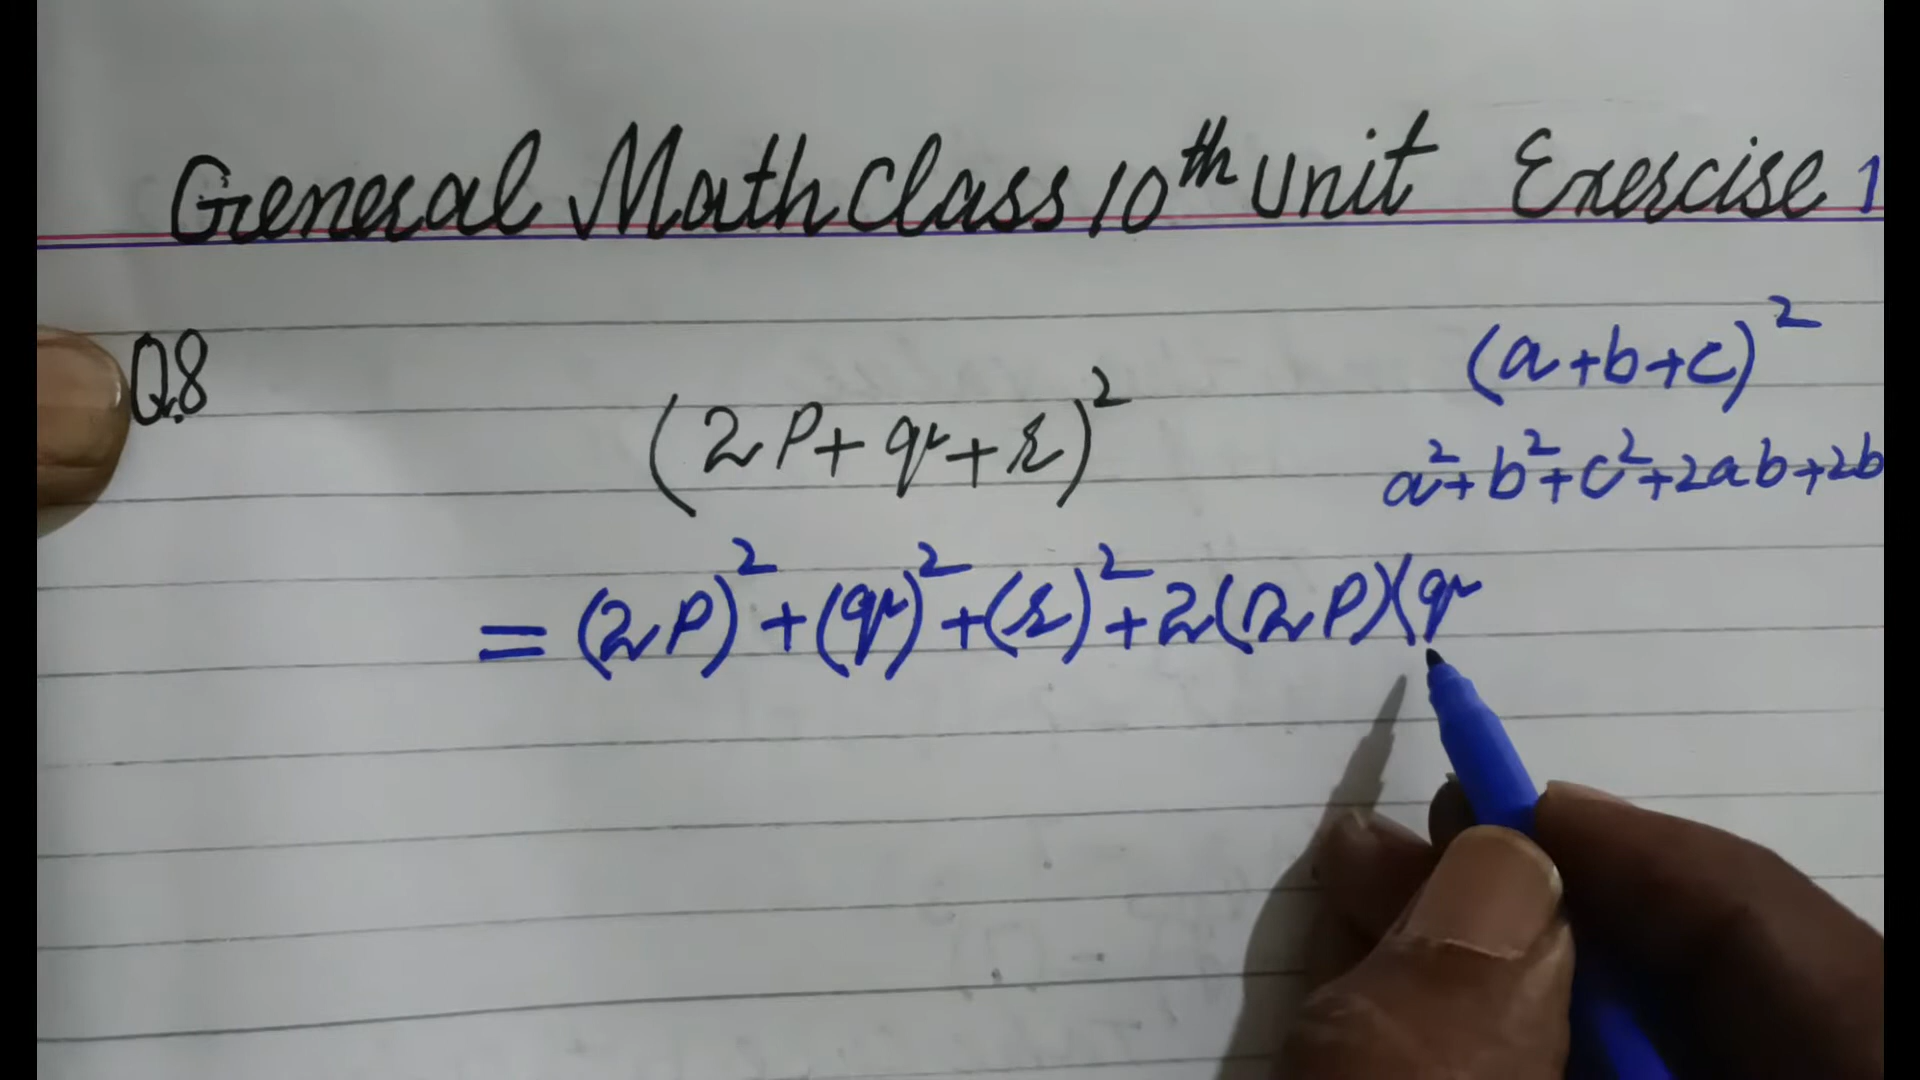 General Math Class 10th Unit Exercise 1
Q.8
(2P+q+r)²
(a+b+c)²
a²+b²+c²+2ab+2b
=(2P)²+(q)²+(r)²+2(2P)(q